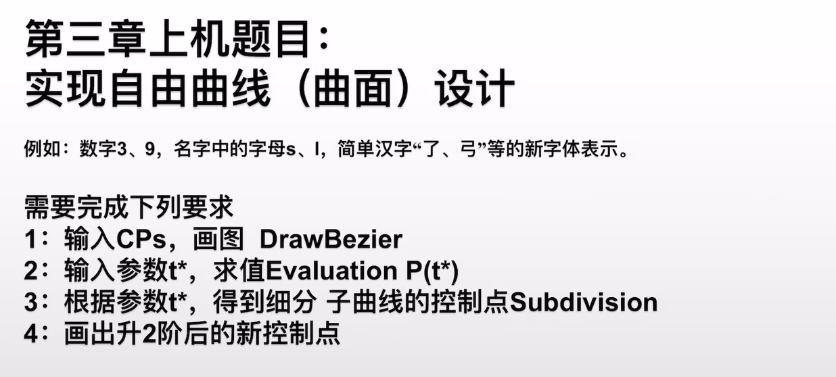 第三章上机题目：
实现自由曲线（曲面）设计
例如：数字3、9，名字中的字母s、l，简单汉字“了、弓”等的新字体表示。
需要完成下列要求
1：输入CPs，画图 DrawBezier
2：输入参数t*，求值Evaluation P(t*)
3：根据参数t*，得到细分 子曲线的控制点Subdivision
4：画出升2阶后的新控制点